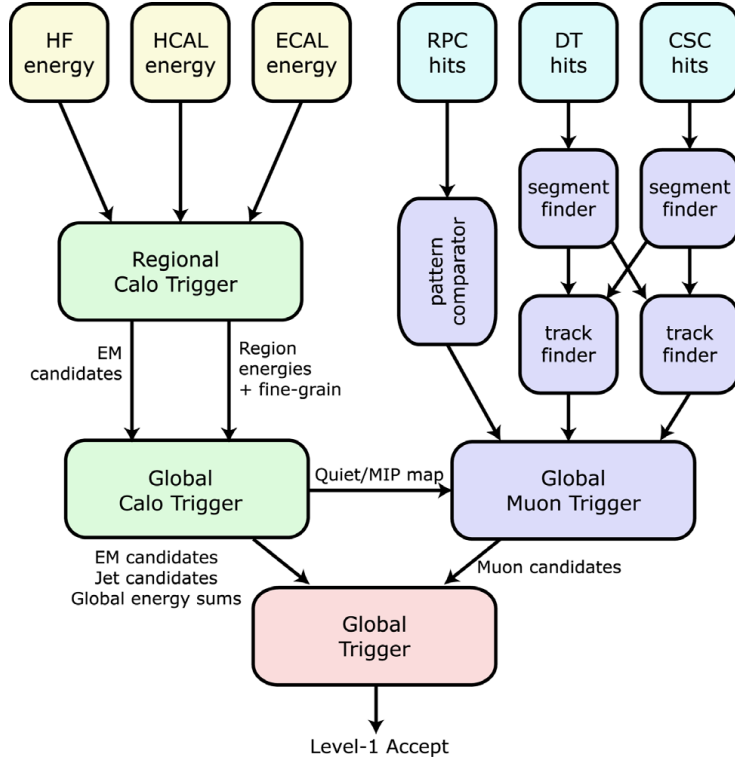 HF
energy
HCAL
energy
ECAL
energy
RPC
hits
DT
hits
CSC
hits
segment
finder
segment
finder
pattern
comparator
Regional
Calo Trigger
track
finder
track
finder
EM
candidates
Region
energies
+ fine-grain
Global
Calo Trigger
Quiet/MIP map
Global
Muon Trigger
EM candidates
Jet candidates
Global energy sums
Muon candidates
Global
Trigger
Level-1 Accept